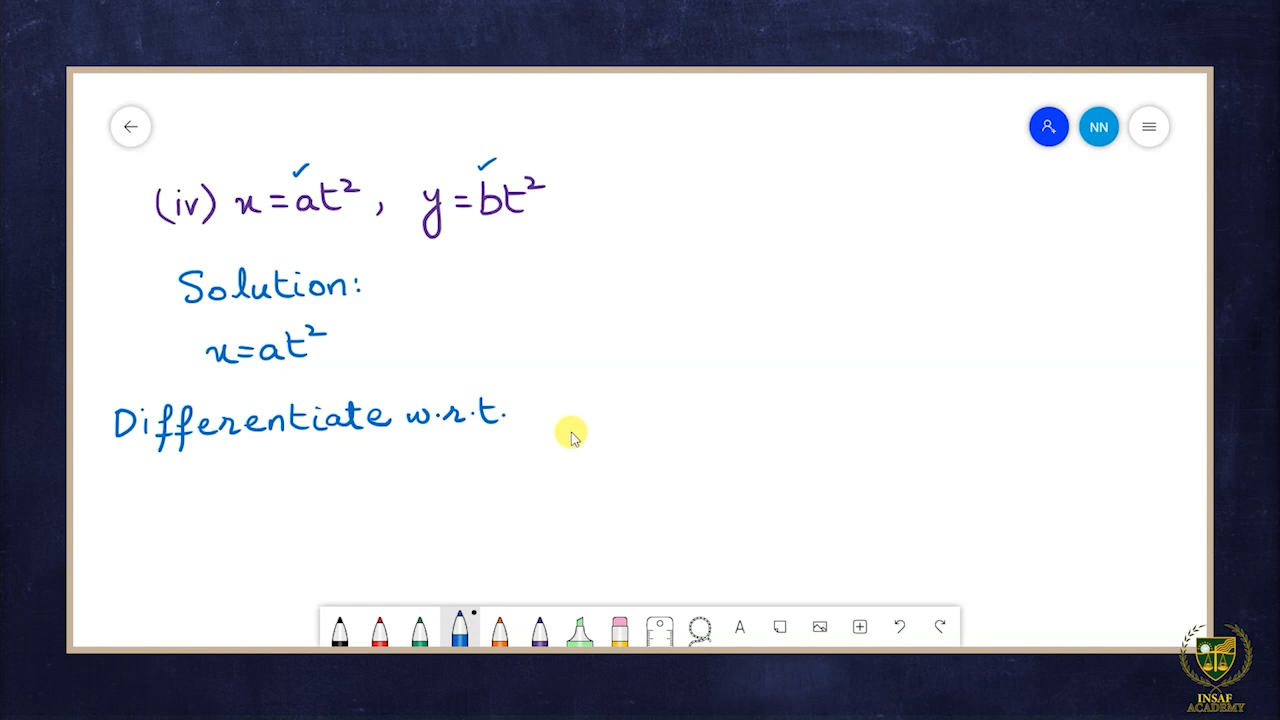 NN
(iv) x = at², y = bt²
Solution:
x = at²
Differentiate w.r.t.
A
INSAF
ACADEMY